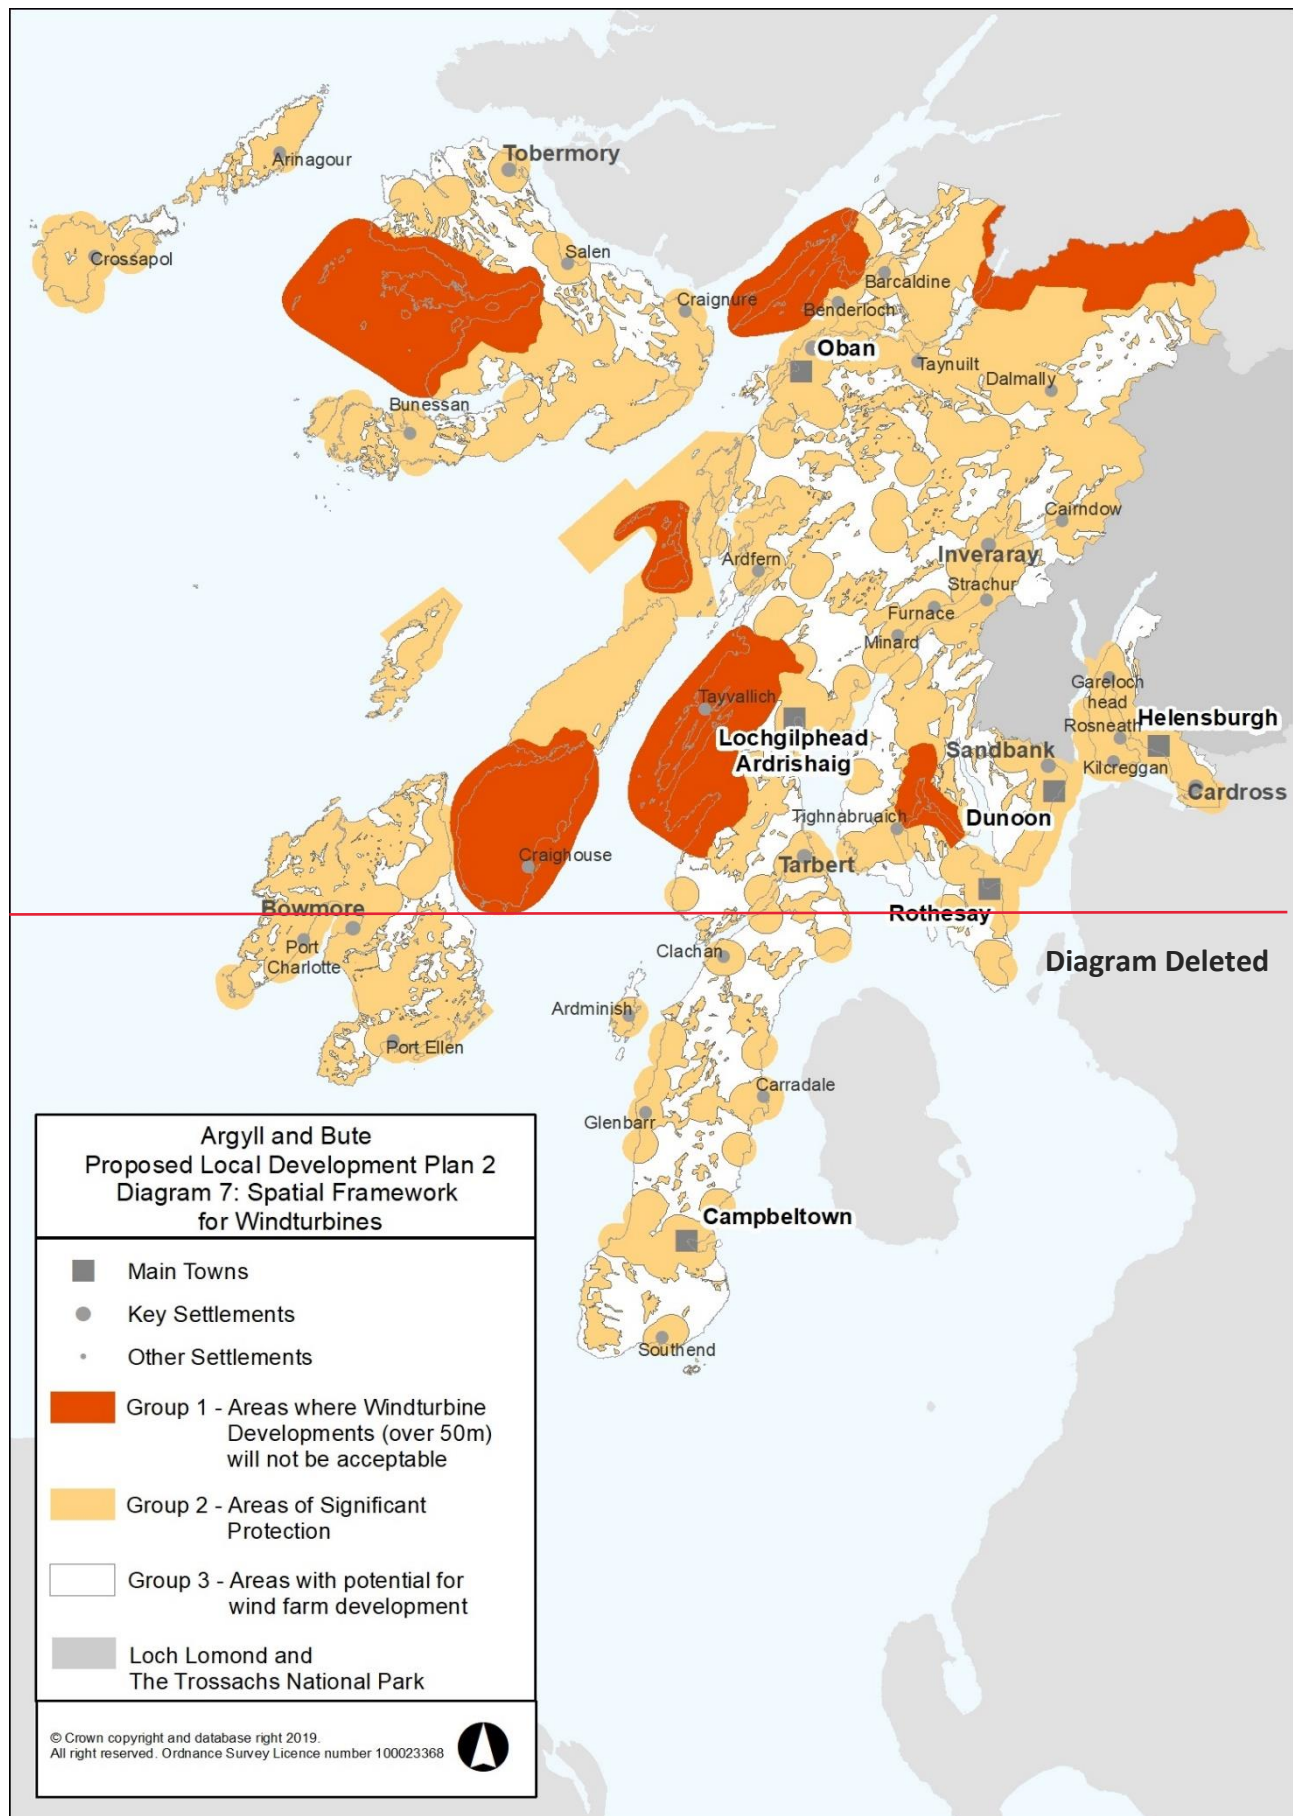 Arinagour
Tobermory
Crossapol
Salen
Craignure
Barcaldine
Benderloch
Oban
Taynuilt
Dalmally
Bunessan
Cairndow
Inveraray
Ardfern
Strachur
Furnace
Minard
Gareloch
head
Tayvallich
Rosneath
Helensburgh
Lochgilphead
Ardrishaig
Sandbank
Kilcreggan
Cardross
Tighnabruaich
Dunoon
Craighouse
Tarbert
Bowmore
Rothesay
Port
Charlotte
Clachan
Diagram Deleted
Ardminish
Port Ellen
Carradale
Glenbarr
Campbeltown
Southend
Argyll and Bute
Proposed Local Development Plan 2
Diagram 7: Spatial Framework
for Windturbines
Main Towns
Key Settlements
Other Settlements
Group 1 - Areas where Windturbine
Developments (over 50m)
will not be acceptable
Group 2 - Areas of Significant
Protection
Group 3 - Areas with potential for
wind farm development
Loch Lomond and
The Trossachs National Park
© Crown copyright and database right 2019.
All right reserved. Ordnance Survey Licence number 100023368